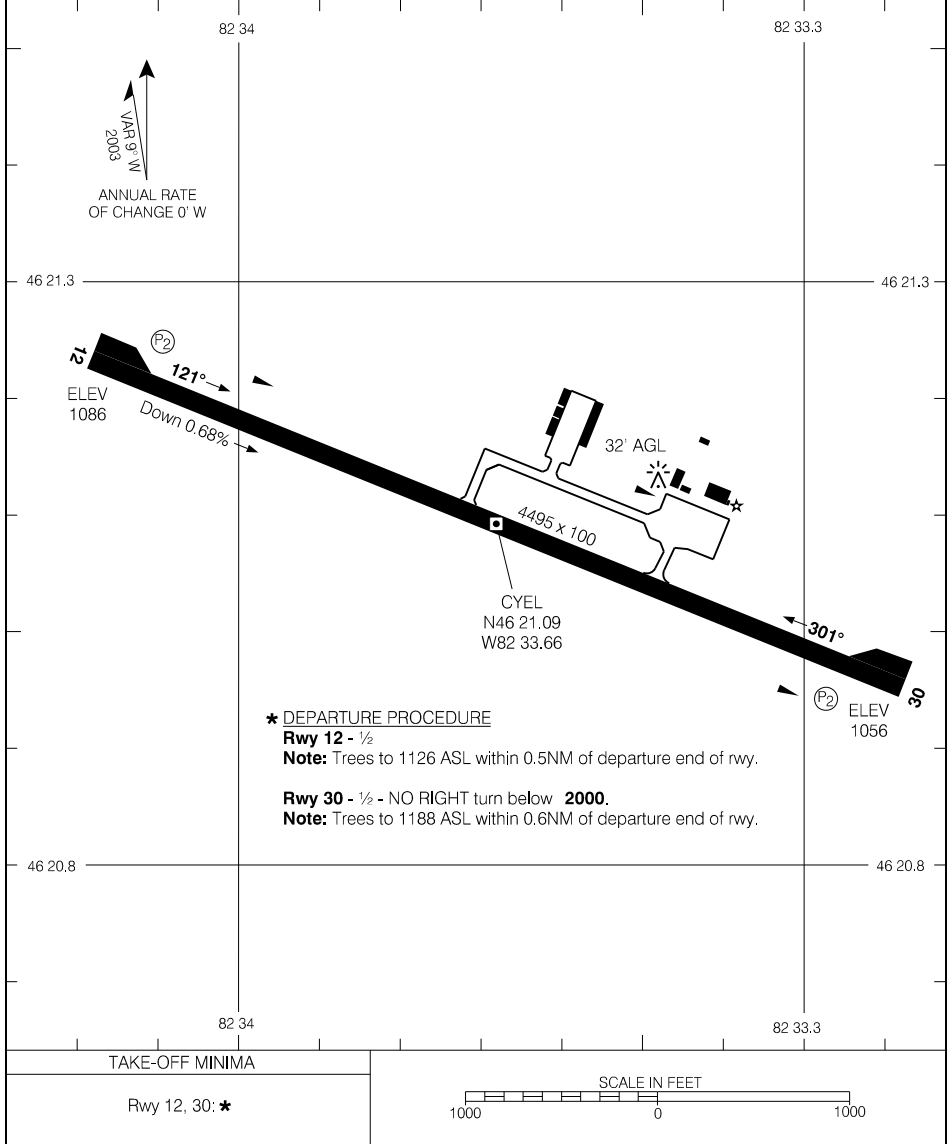 82 34
82 33.3
VAR 9° W
2003
ANNUAL RATE
OF CHANGE 0' W
46 21.3
46 21.3
12
P2
121°
ELEV
1086
Down 0.68%
32' AGL
4495 x 100
CYEL
N46 21.09
W82 33.66
301°
30
P2
ELEV
1056
* DEPARTURE PROCEDURE
Rwy 12 - ½
Note: Trees to 1126 ASL within 0.5NM of departure end of rwy.
Rwy 30 - ½ - NO RIGHT turn below 2000.
Note: Trees to 1188 ASL within 0.6NM of departure end of rwy.
46 20.8
46 20.8
82 34
82 33.3
TAKE-OFF MINIMA
Rwy 12, 30: *
SCALE IN FEET
1000 0 1000